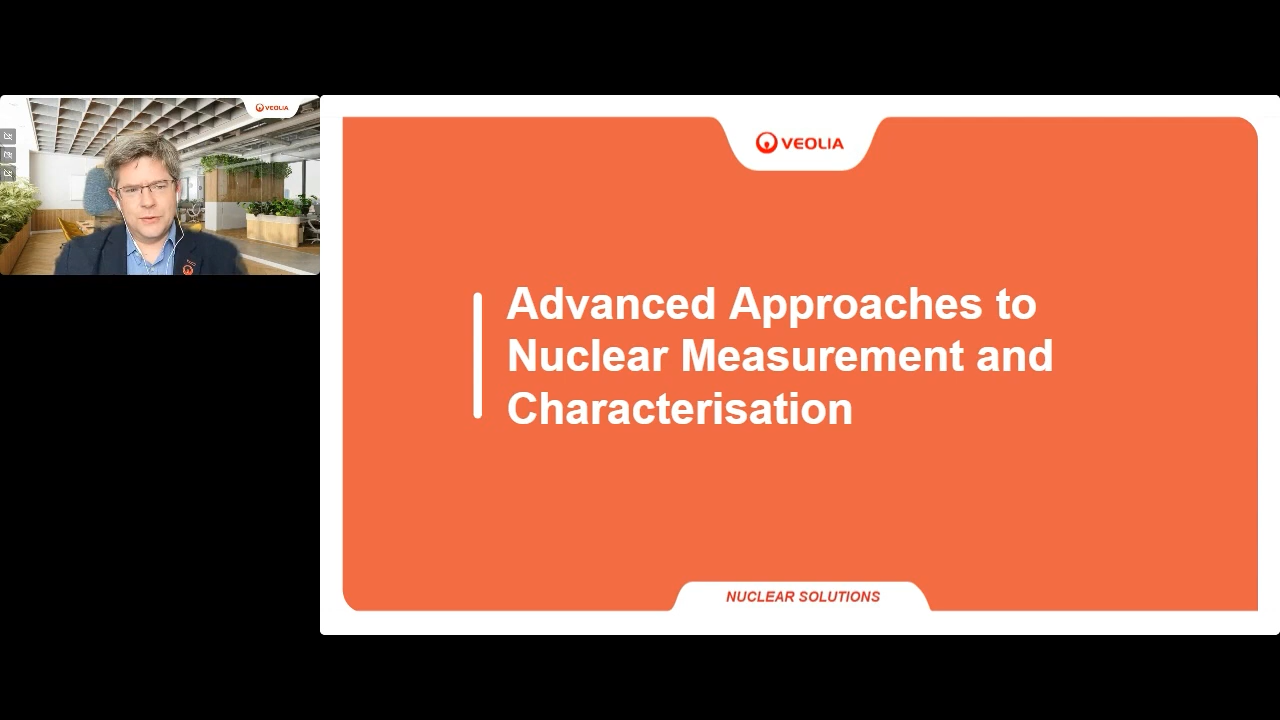 VEOLIA
VEOLIA
Advanced Approaches to
Nuclear Measurement and
Characterisation
NUCLEAR SOLUTIONS